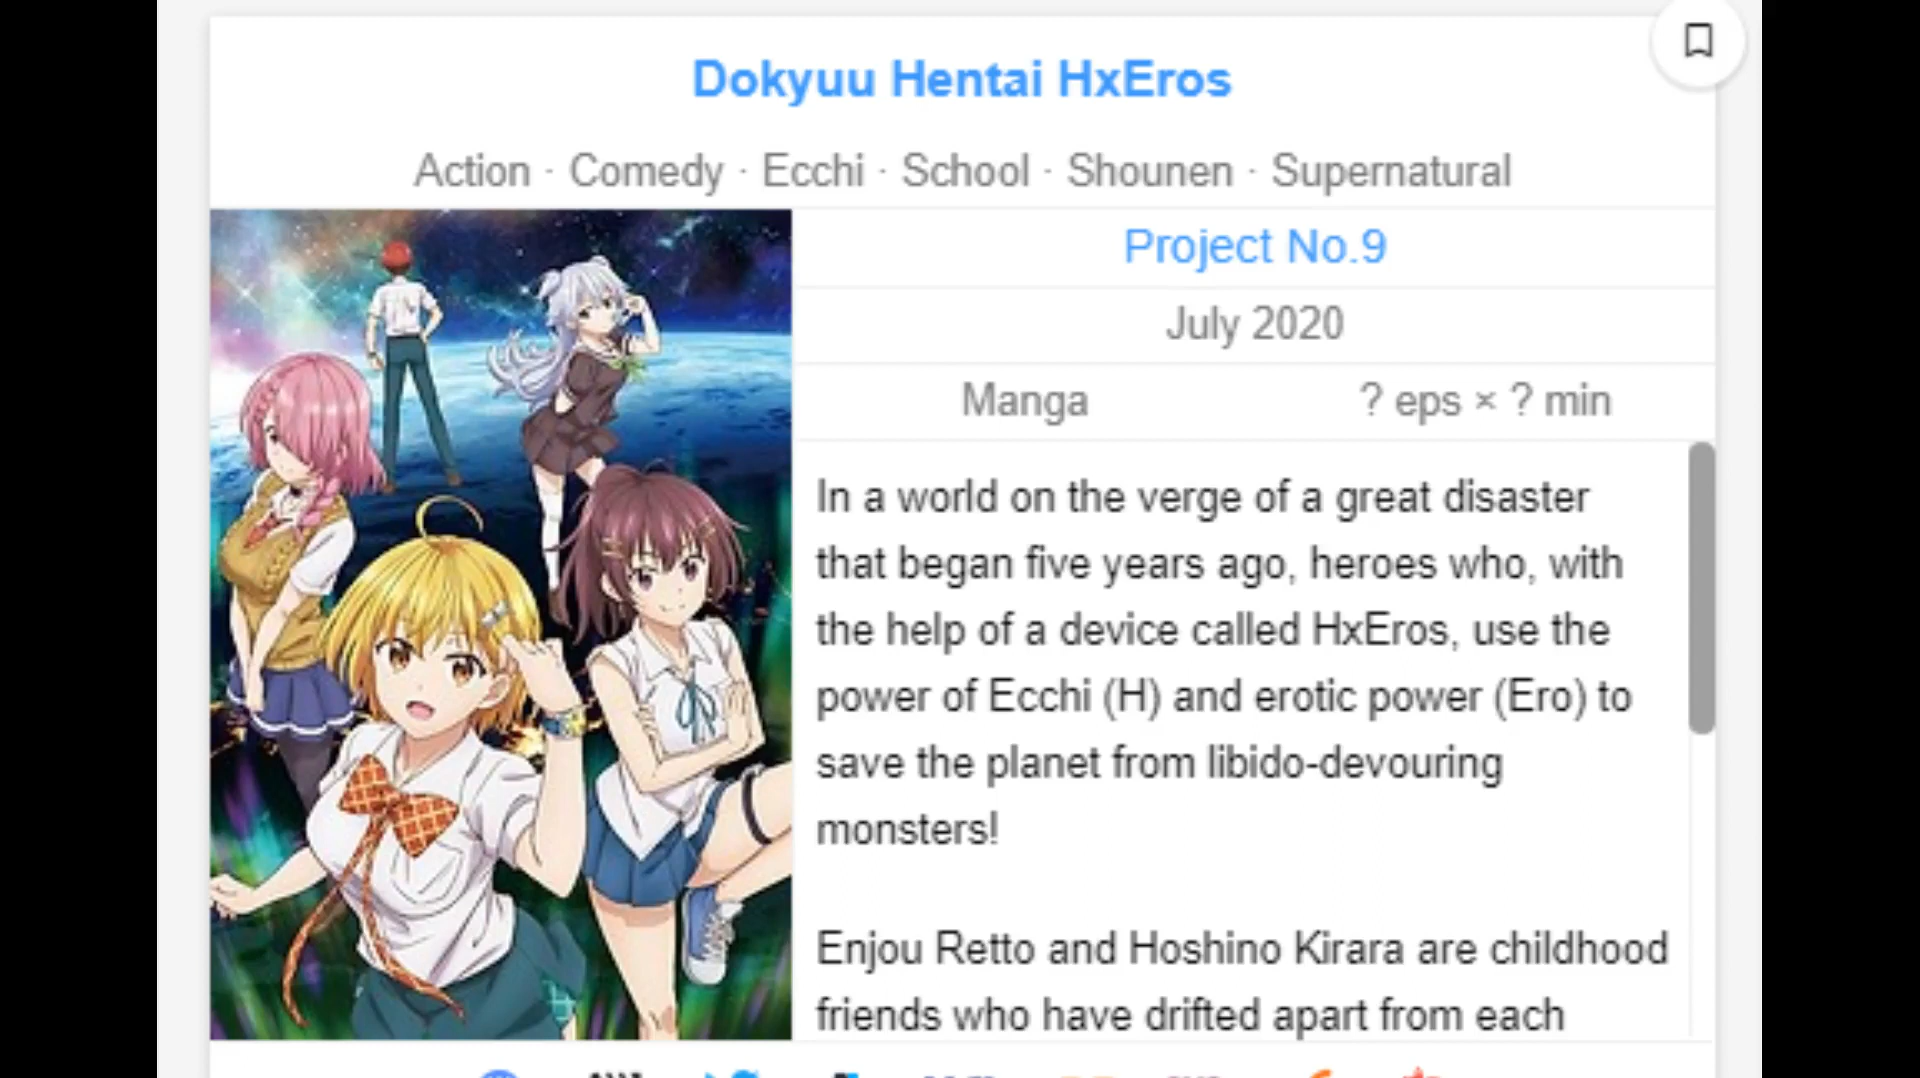 Dokyuu Hentai HxEros
Action · Comedy · Ecchi · School · Shounen · Supernatural
Project No.9
July 2020
Manga ? eps × ? min
In a world on the verge of a great disaster
that began five years ago, heroes who, with
the help of a device called HxEros, use the
power of Ecchi (H) and erotic power (Ero) to
save the planet from libido-devouring
monsters!
Enjou Retto and Hoshino Kirara are childhood
friends who have drifted apart from each